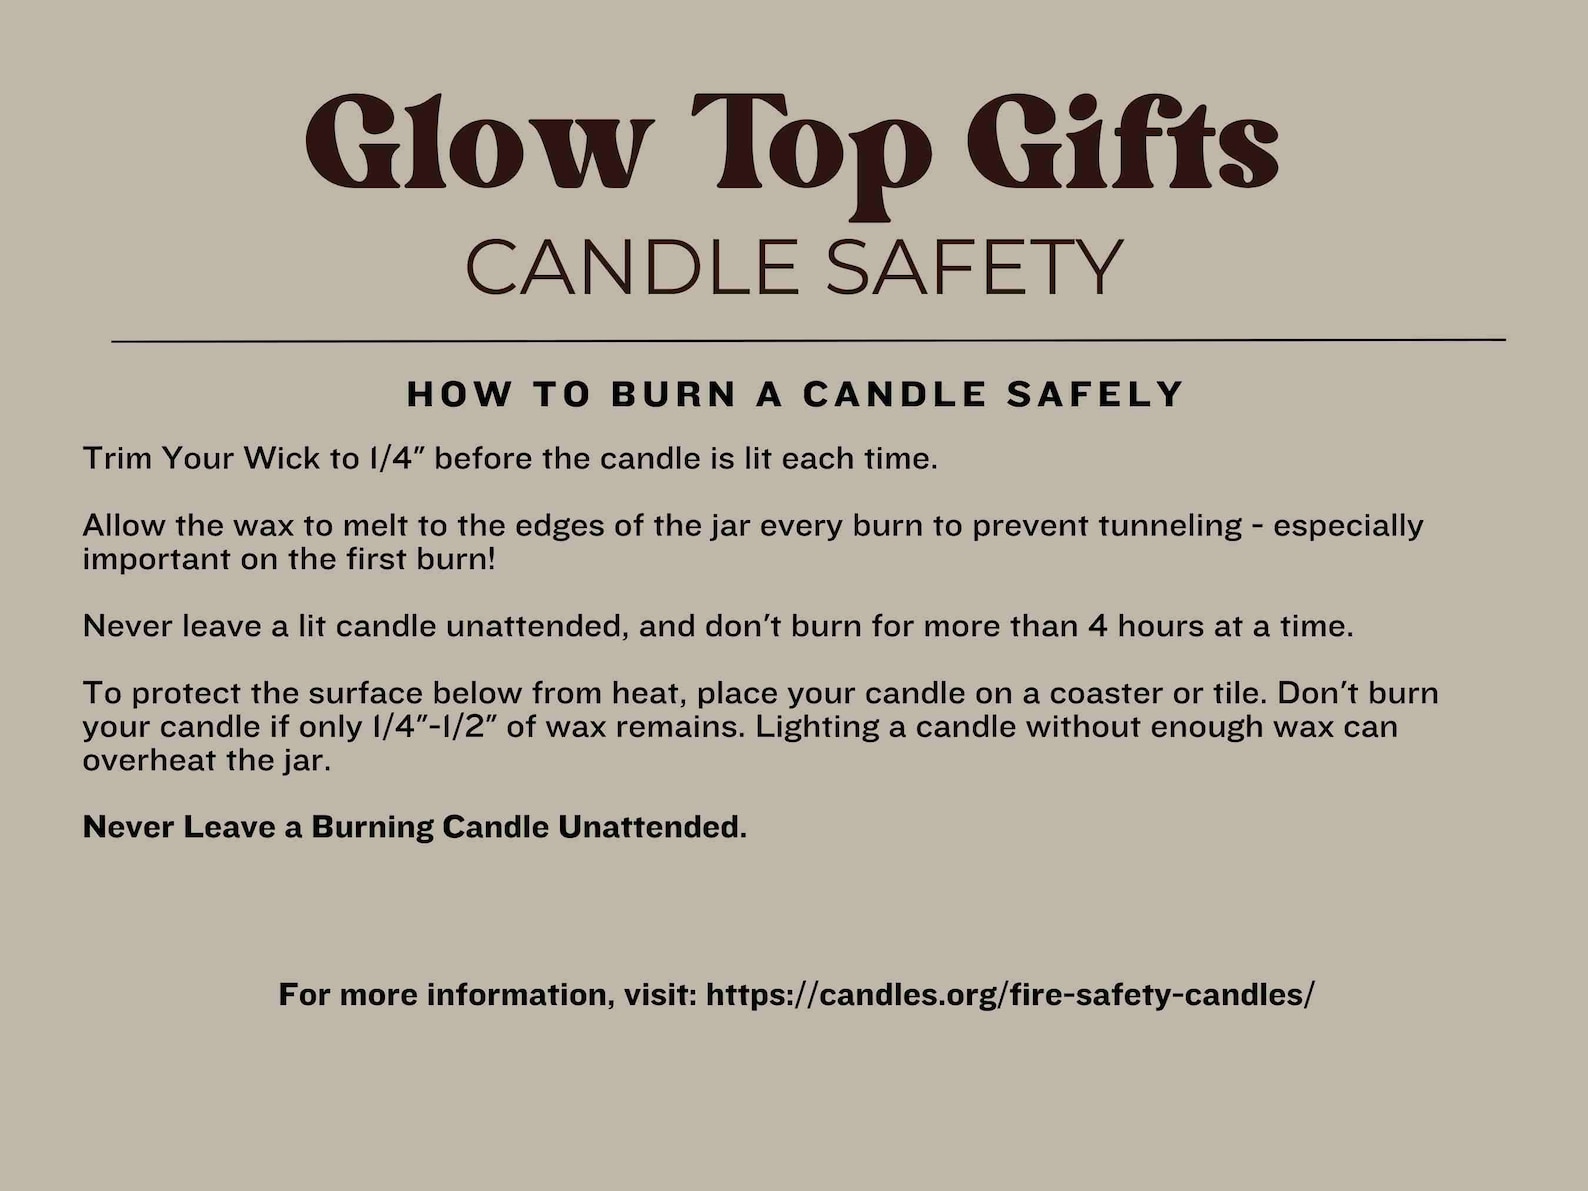 Glow Top Gifts
CANDLE SAFETY
HOW TO BURN A CANDLE SAFELY
Trim Your Wick to 1/4” before the candle is lit each time.
Allow the wax to melt to the edges of the jar every burn to prevent tunneling - especially
important on the first burn!
Never leave a lit candle unattended, and don’t burn for more than 4 hours at a time.
To protect the surface below from heat, place your candle on a coaster or tile. Don’t burn
your candle if only 1/4”-1/2” of wax remains. Lighting a candle without enough wax can
overheat the jar.
Never Leave a Burning Candle Unattended.
For more information, visit: https://candles.org/fire-safety-candles/